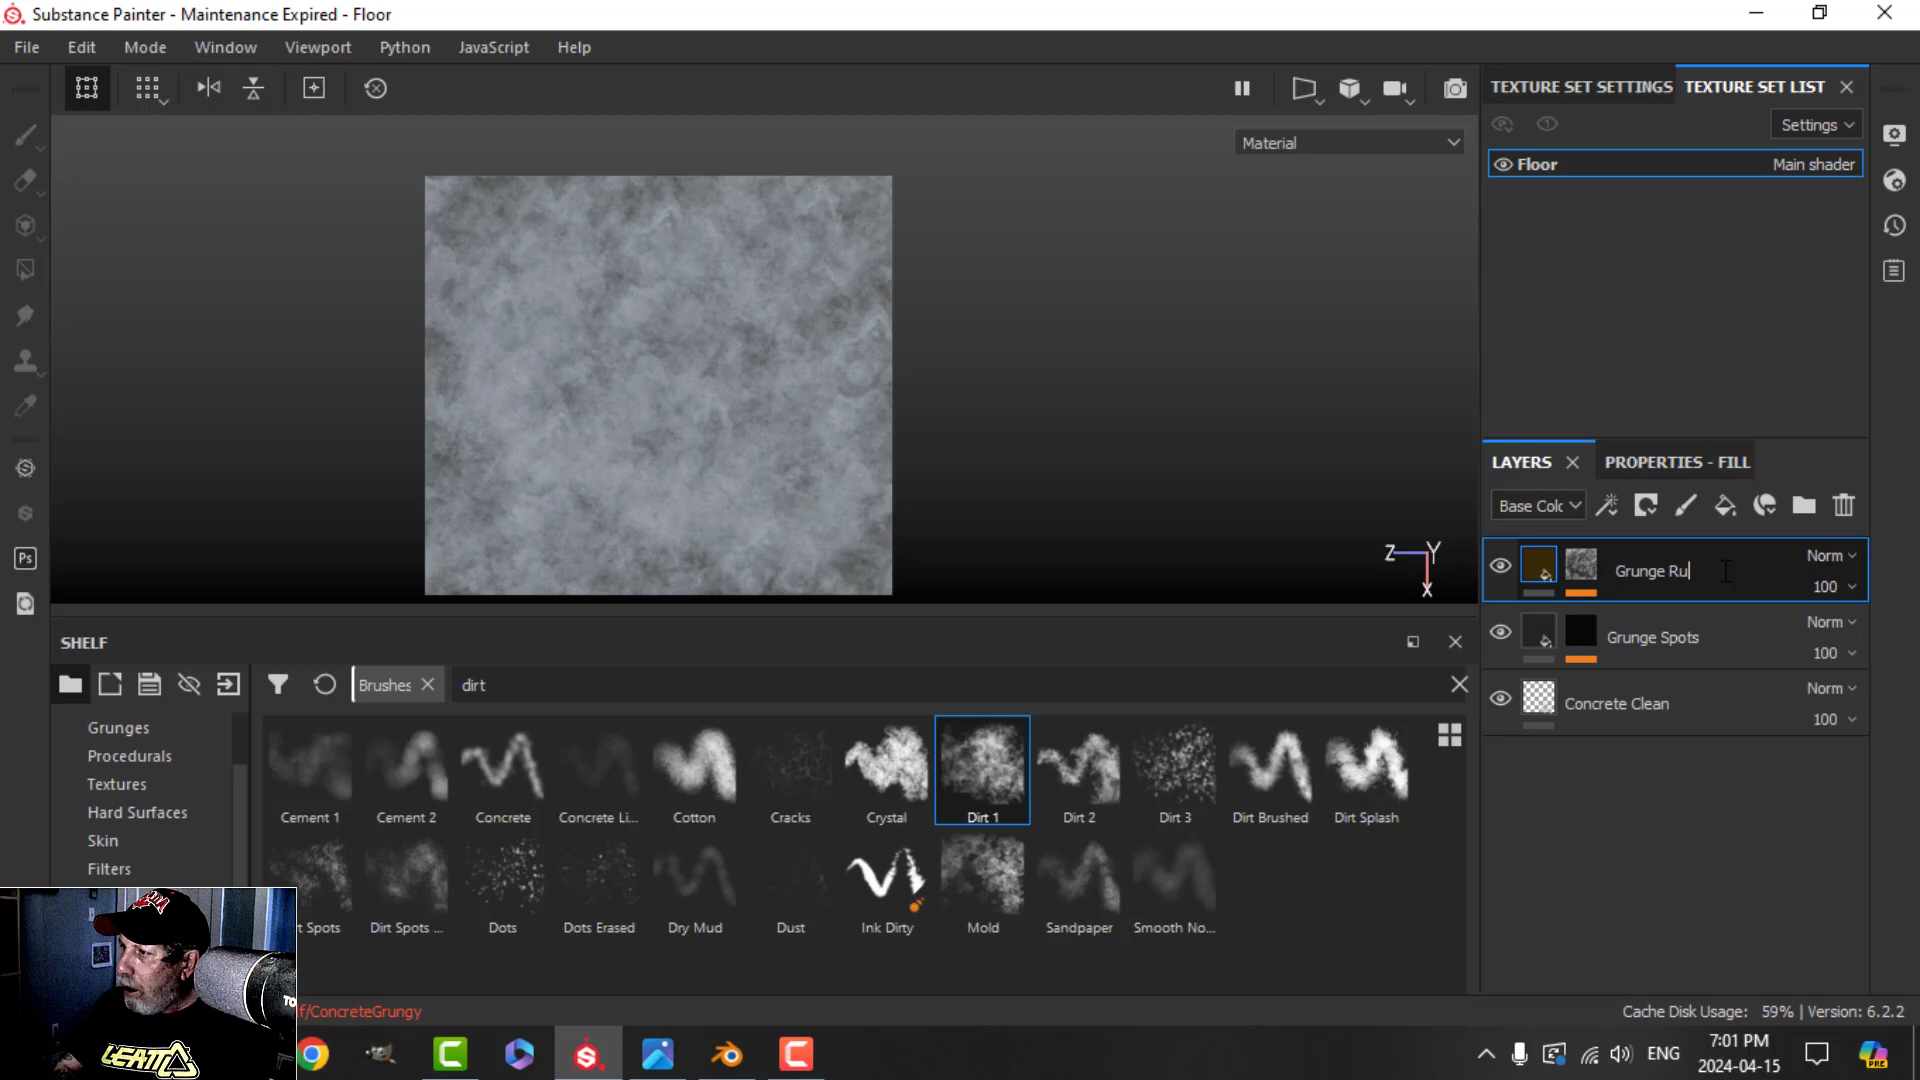 Substance Painter - Maintenance Expired - Floor
File Edit Mode Window Viewport Python JavaScript Help
TEXTURE SET SETTINGS TEXTURE SET LIST
Settings
Material
Floor Main shader
Z Y
X
LAYERS PROPERTIES - FILL
Base Colc
Norm
Grunge Ru
100
Norm
Grunge Spots
100
Norm
Concrete Clean
100
SHELF
Brushes dirt
Grunges
Procedurals
Textures
Hard Surfaces
Skin
Filters
Cement 1 Cement 2 Concrete Concrete Li... Cotton Cracks Crystal Dirt 1 Dirt 2 Dirt 3 Dirt Brushed Dirt Splash
t Spots Dirt Spots ... Dots Dots Erased Dry Mud Dust Ink Dirty Mold Sandpaper Smooth No...
f/ConcreteGrungy
Cache Disk Usage: 59% | Version: 6.2.2
Ps
LEATT
TO
ENG
7:01 PM
2024-04-15
PRE